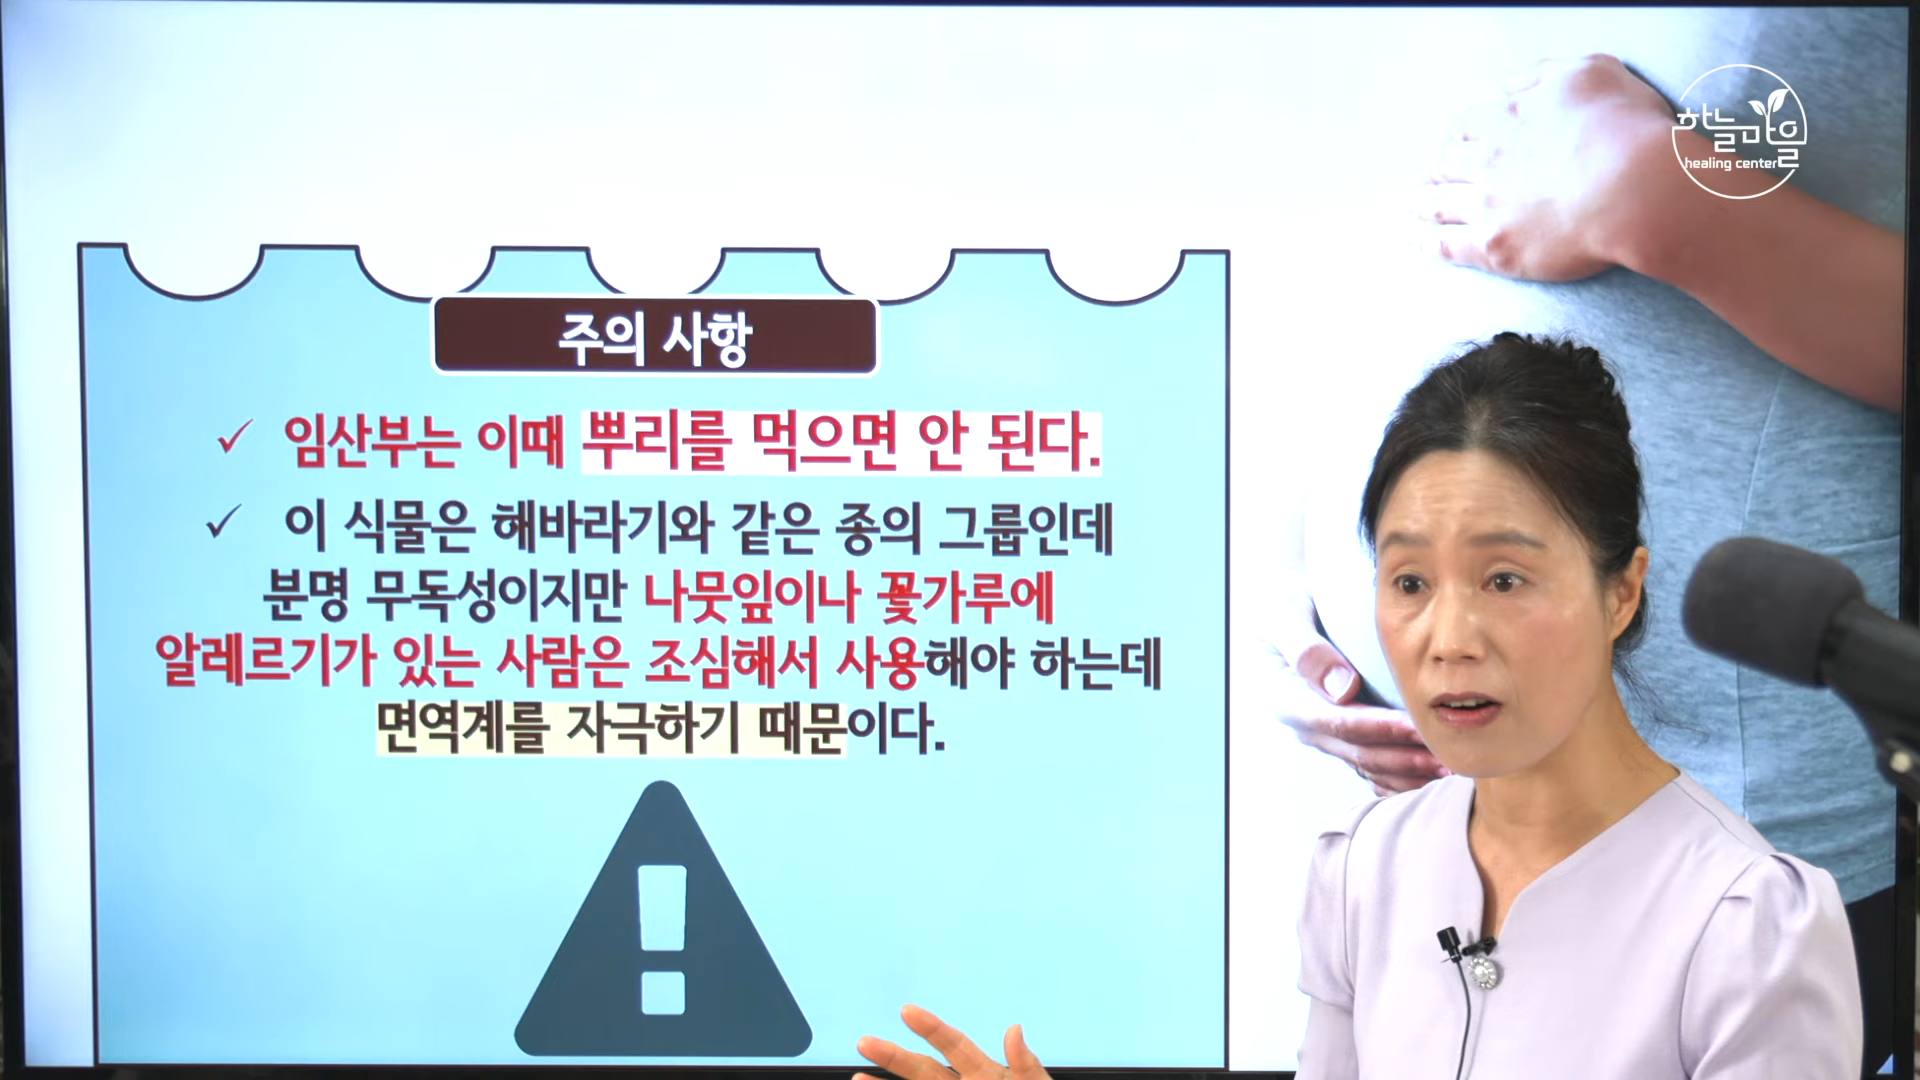 하늘마을
healing center
주의 사항
✓ 임산부는 이때 뿌리를 먹으면 안 된다.
✓ 이 식물은 해바라기와 같은 종의 그룹인데
분명 무독성이지만 나뭇잎이나 꽃가루에
알레르기가 있는 사람은 조심해서 사용해야 하는데
면역계를 자극하기 때문이다.